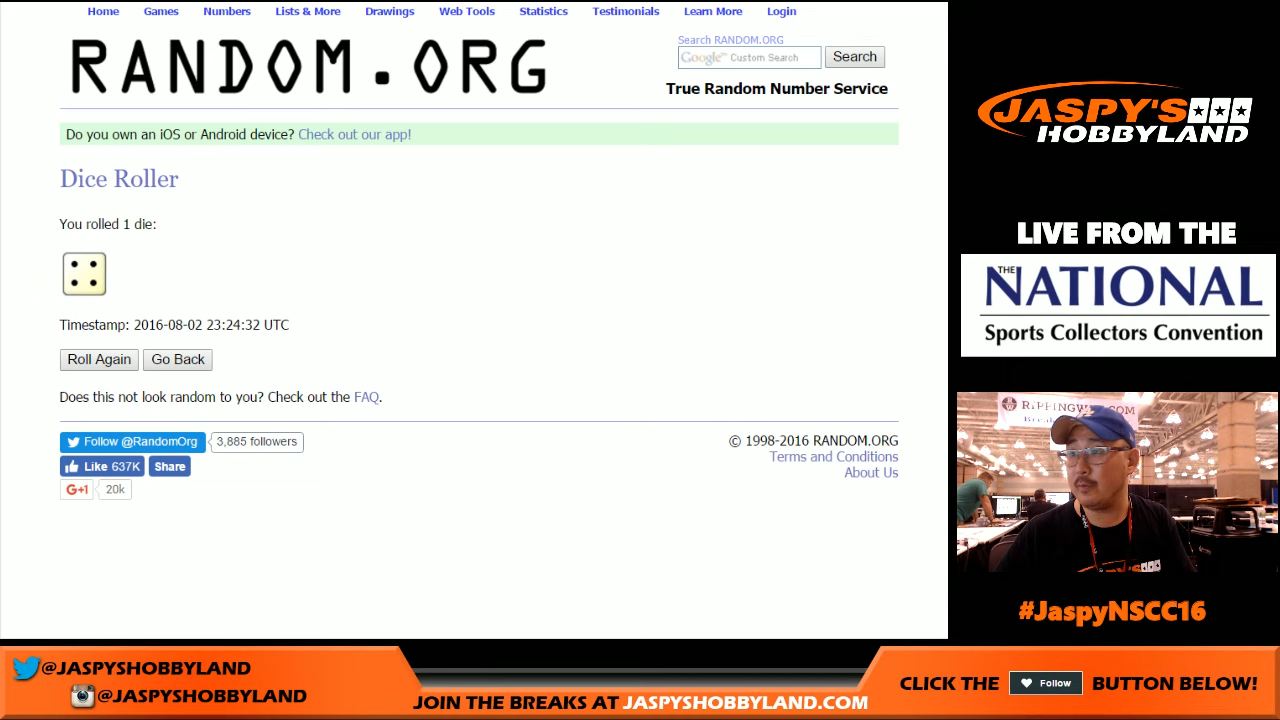 Home Games Numbers Lists & More Drawings Web Tools Statistics Testimonials Learn More Login
RANDOM.ORG
Search RANDOM.ORG
Google™ Custom Search Search
True Random Number Service
Do you own an iOS or Android device? Check out our app!
Dice Roller
You rolled 1 die:
Timestamp: 2016-08-02 23:24:32 UTC
Roll Again Go Back
Does this not look random to you? Check out the FAQ.
Follow @RandomOrg 3,885 followers
Like 637K Share
G+1 20k
© 1998-2016 RANDOM.ORG
Terms and Conditions
About Us
JASPY'S
HOBBYLAND
LIVE FROM THE
THE NATIONAL
Sports Collectors Convention
JASPY'S
#JaspyNSCC16
@JASPYSHOBBYLAND
@JASPYSHOBBYLAND
JOIN THE BREAKS AT JASPYSHOBBYLAND.COM
CLICK THE Follow BUTTON BELOW!